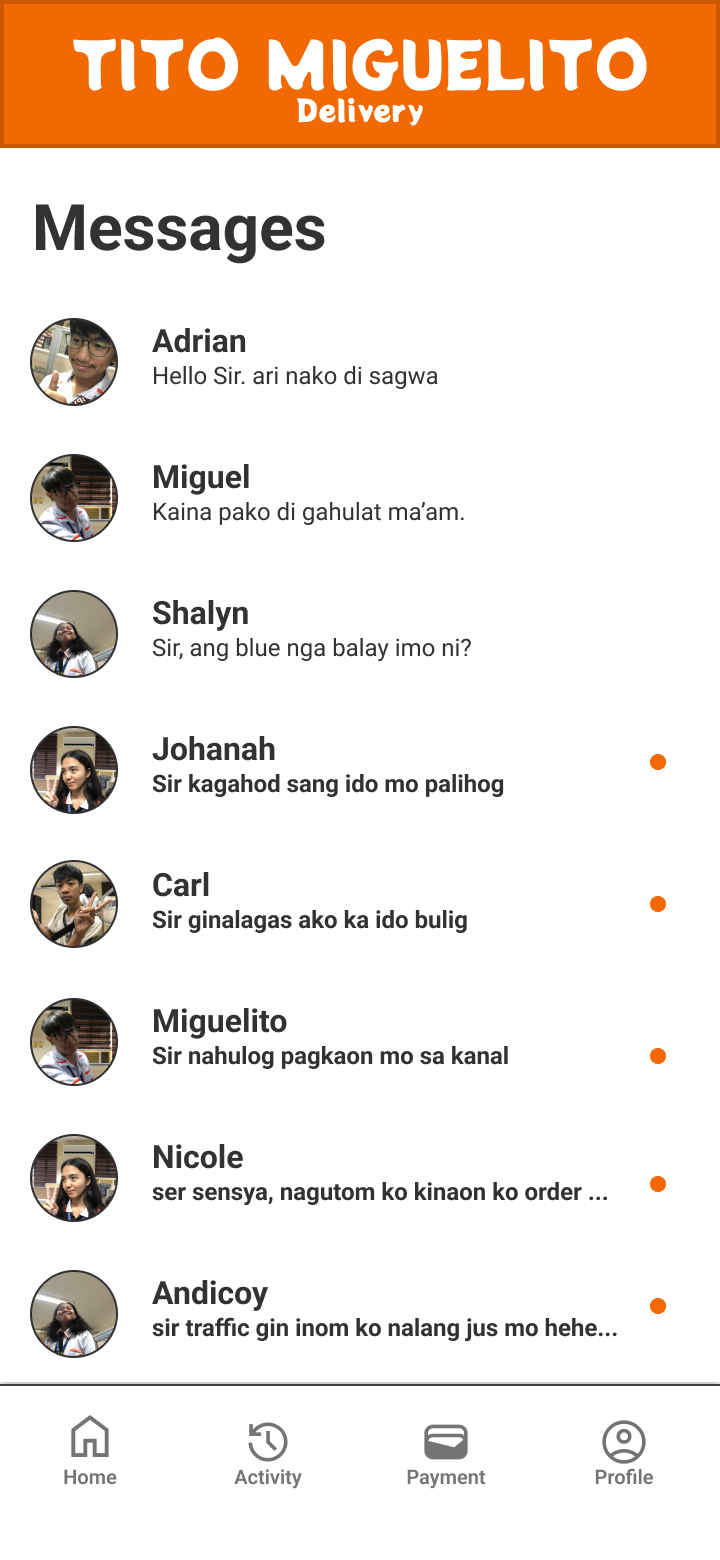 TITO MIGUELITO
Delivery
Messages
Adrian
Hello Sir. ari nako di sagwa
Miguel
Kaina pako di gahulat ma’am.
Shalyn
Sir, ang blue nga balay imo ni?
Johanah
Sir kagahod sang ido mo palihog
Carl
Sir ginalagas ako ka ido bulig
Miguelito
Sir nahulog pagkaon mo sa kanal
Nicole
ser sensya, nagutom ko kinaon ko order ...
Andicoy
sir traffic gin inom ko nalang jus mo hehe...
Home
Activity
Payment
Profile